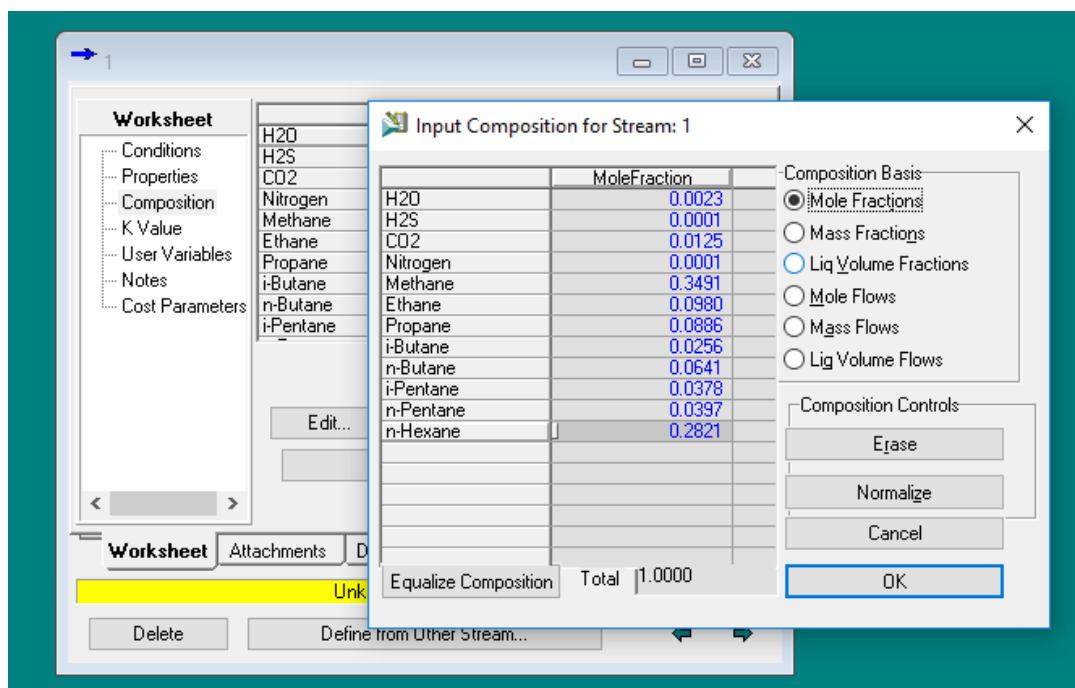 1
Worksheet
Conditions
Properties
Composition
K Value
User Variables
Notes
Cost Parameters
H2O
H2S
CO2
Nitrogen
Methane
Ethane
Propane
i-Butane
n-Butane
i-Pentane
Edit...
Worksheet Attachments D
Unk
Delete Define from Other Stream...
Input Composition for Stream: 1
MoleFraction
H2O 0.0023
H2S 0.0001
CO2 0.0125
Nitrogen 0.0001
Methane 0.3491
Ethane 0.0980
Propane 0.0886
i-Butane 0.0256
n-Butane 0.0641
i-Pentane 0.0378
n-Pentane 0.0397
n-Hexane 0.2821
Equalize Composition Total 1.0000
Composition Basis
Mole Fractions
Mass Fractions
Liq Volume Fractions
Mole Flows
Mass Flows
Liq Volume Flows
Composition Controls
Erase
Normalize
Cancel
OK